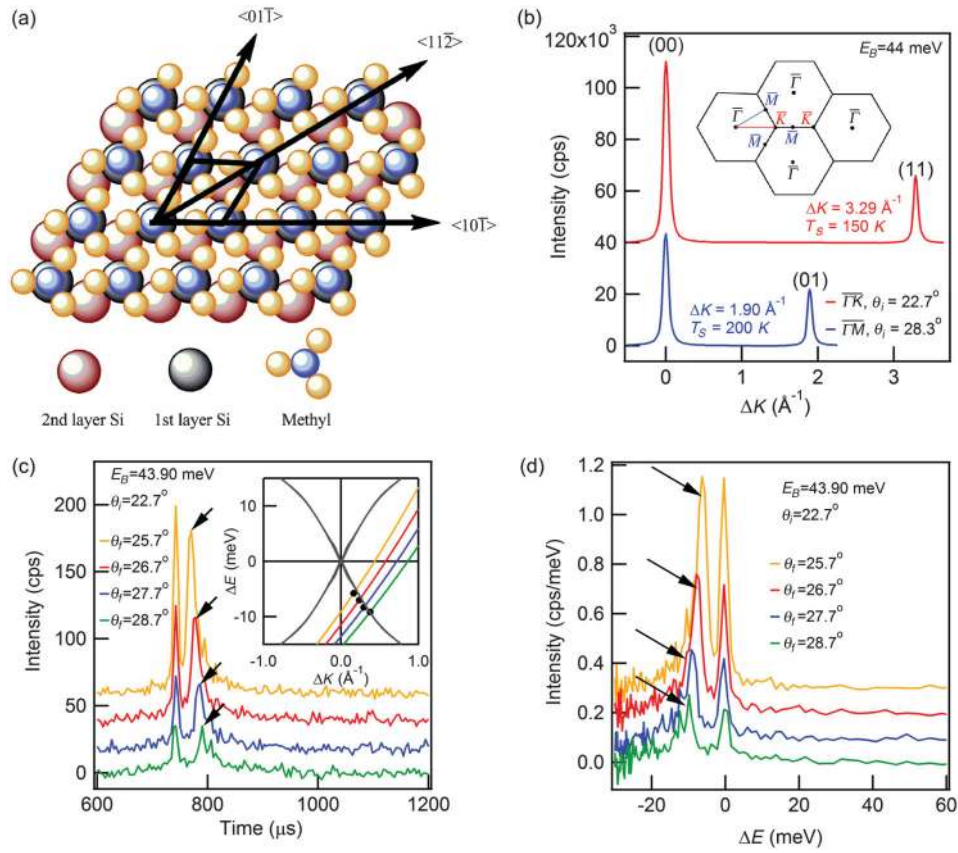 (a)
<011̅>
<112̅>
<101̅>
2nd layer Si
1st layer Si
Methyl
(b)
E_B=44 meV
120x10³
100
80
60
40
20
0
Intensity (cps)
(00)
(11)
(01)
Γ̅
M̅
Γ̅
K̅
K̅
Γ̅
M̅
M̅
Γ̅
ΔK = 3.29 Å⁻¹
T_S = 150 K
ΔK = 1.90 Å⁻¹
T_S = 200 K
Γ̅K̅, θ_i = 22.7°
Γ̅M̅, θ_i = 28.3°
0
1
2
3
ΔK (Å⁻¹)
(c)
E_B=43.90 meV
θ_i=22.7°
θ_f=25.7°
θ_f=26.7°
θ_f=27.7°
θ_f=28.7°
200
150
100
50
0
Intensity (cps)
600
800
1000
1200
Time (μs)
10
0
-10
ΔE (meV)
-1.0
0.0
1.0
ΔK (Å⁻¹)
(d)
E_B=43.90 meV
θ_i=22.7°
θ_f=25.7°
θ_f=26.7°
θ_f=27.7°
θ_f=28.7°
1.2
1.0
0.8
0.6
0.4
0.2
0.0
Intensity (cps/meV)
-20
0
20
40
60
ΔE (meV)